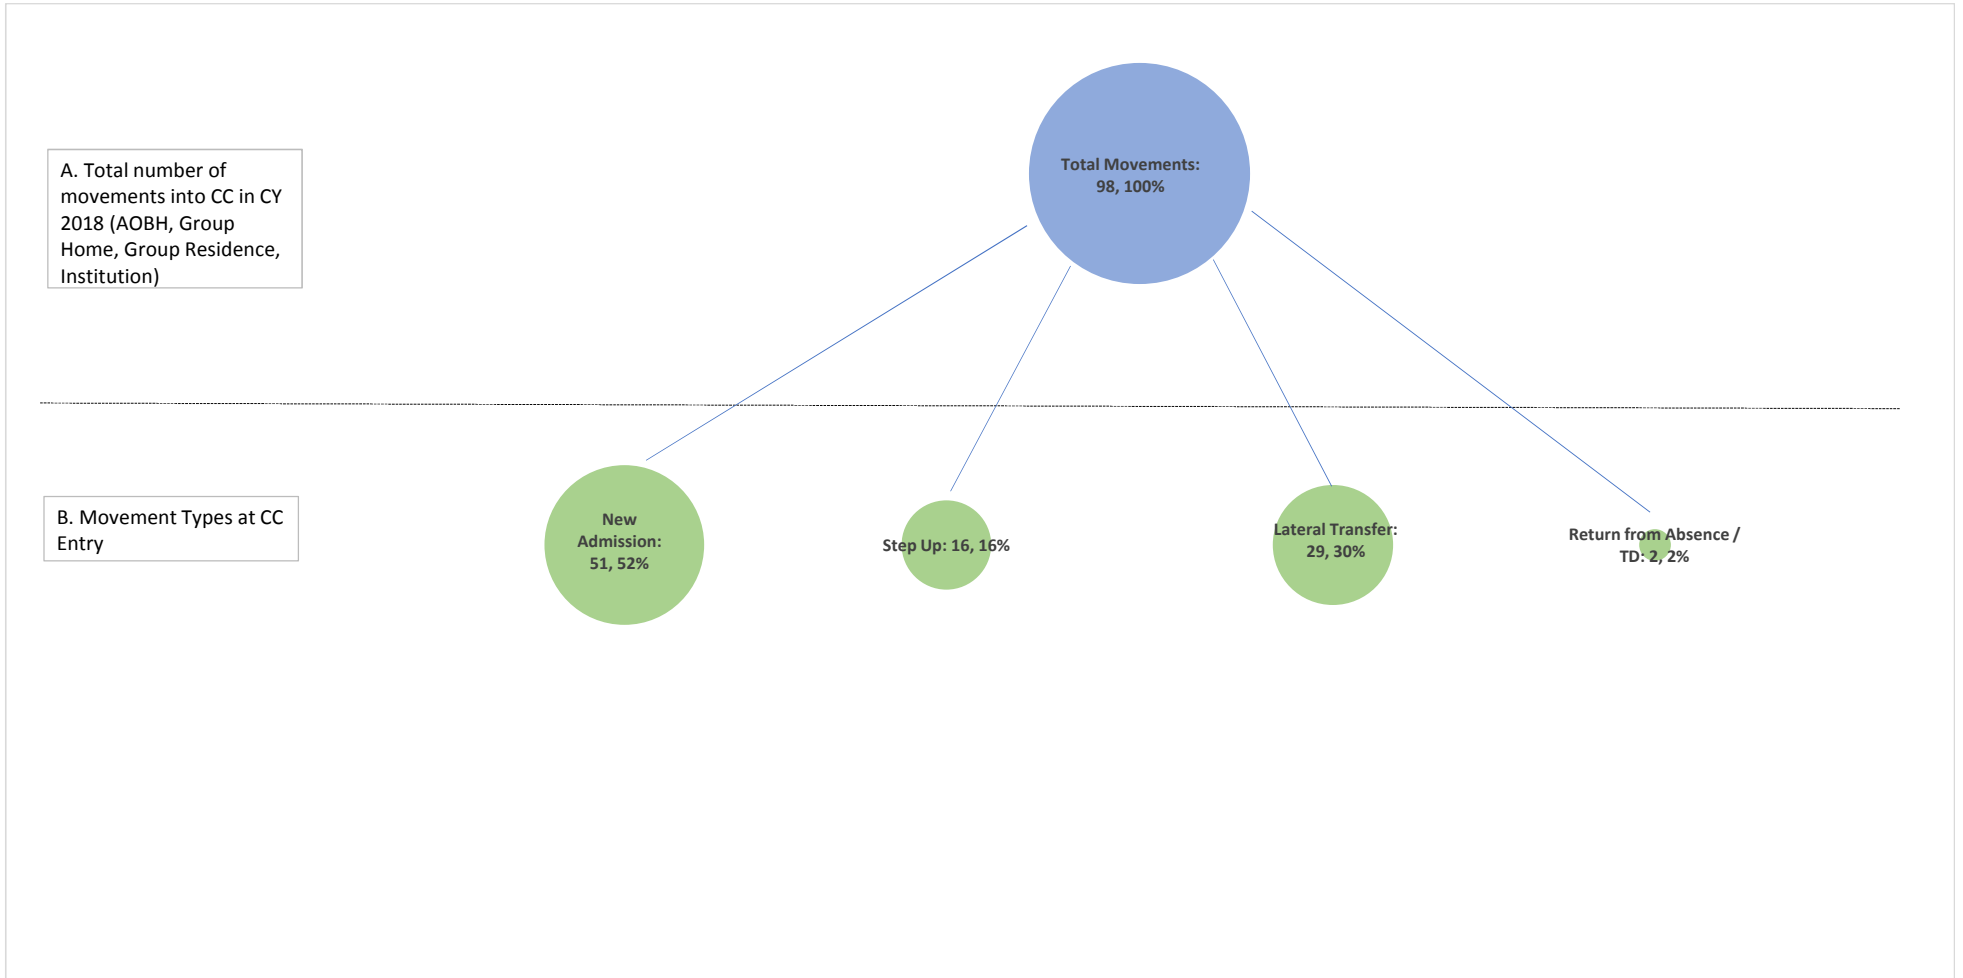 Total Movements:
98, 100%
A. Total number of
movements into CC in CY
2018 (AOBH, Group
Home, Group Residence,
Institution)
B. Movement Types at CC
Entry
New
Admission:
51, 52%
Step Up: 16, 16%
Lateral Transfer:
29, 30%
Return from Absence /
TD: 2, 2%